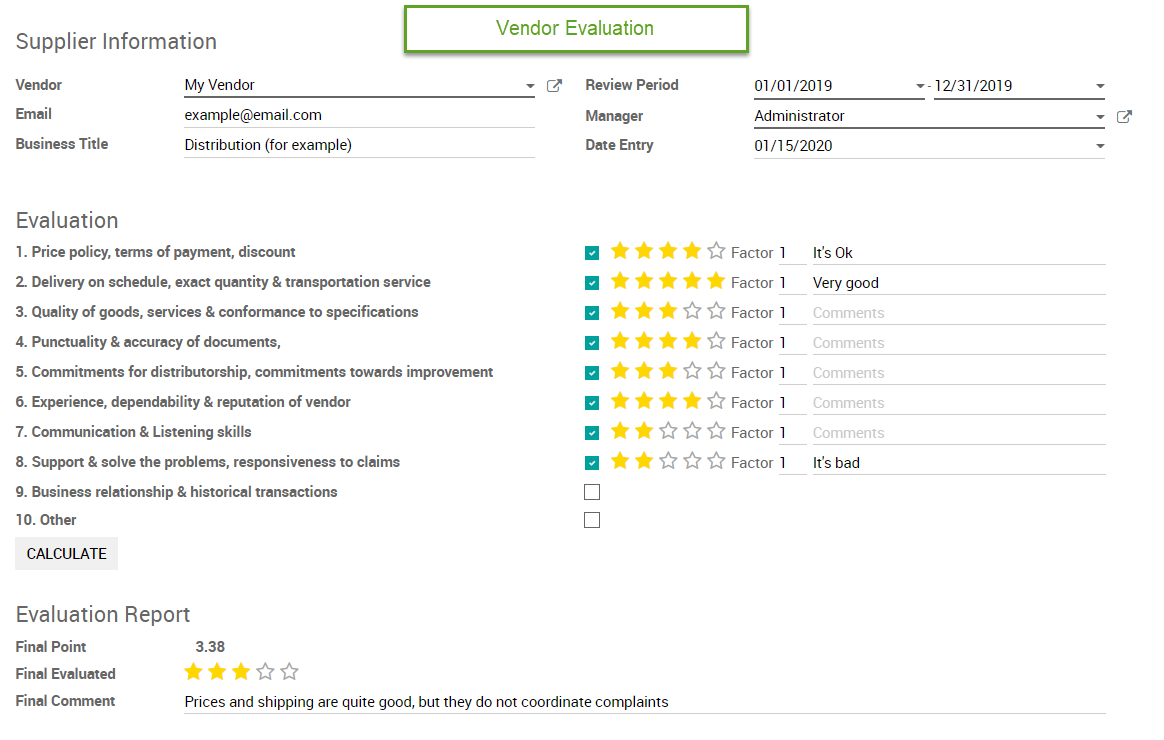 Vendor Evaluation
Supplier Information
Vendor My Vendor Review Period 01/01/2019 - 12/31/2019
Email example@email.com Manager Administrator
Business Title Distribution (for example) Date Entry 01/15/2020
Evaluation
1. Price policy, terms of payment, discount Factor 1 It's Ok
2. Delivery on schedule, exact quantity & transportation service Factor 1 Very good
3. Quality of goods, services & conformance to specifications Factor 1 Comments
4. Punctuality & accuracy of documents, Factor 1 Comments
5. Commitments for distributorship, commitments towards improvement Factor 1 Comments
6. Experience, dependability & reputation of vendor Factor 1 Comments
7. Communication & Listening skills Factor 1 Comments
8. Support & solve the problems, responsiveness to claims Factor 1 It's bad
9. Business relationship & historical transactions
10. Other
CALCULATE
Evaluation Report
Final Point 3.38
Final Evaluated
Final Comment Prices and shipping are quite good, but they do not coordinate complaints